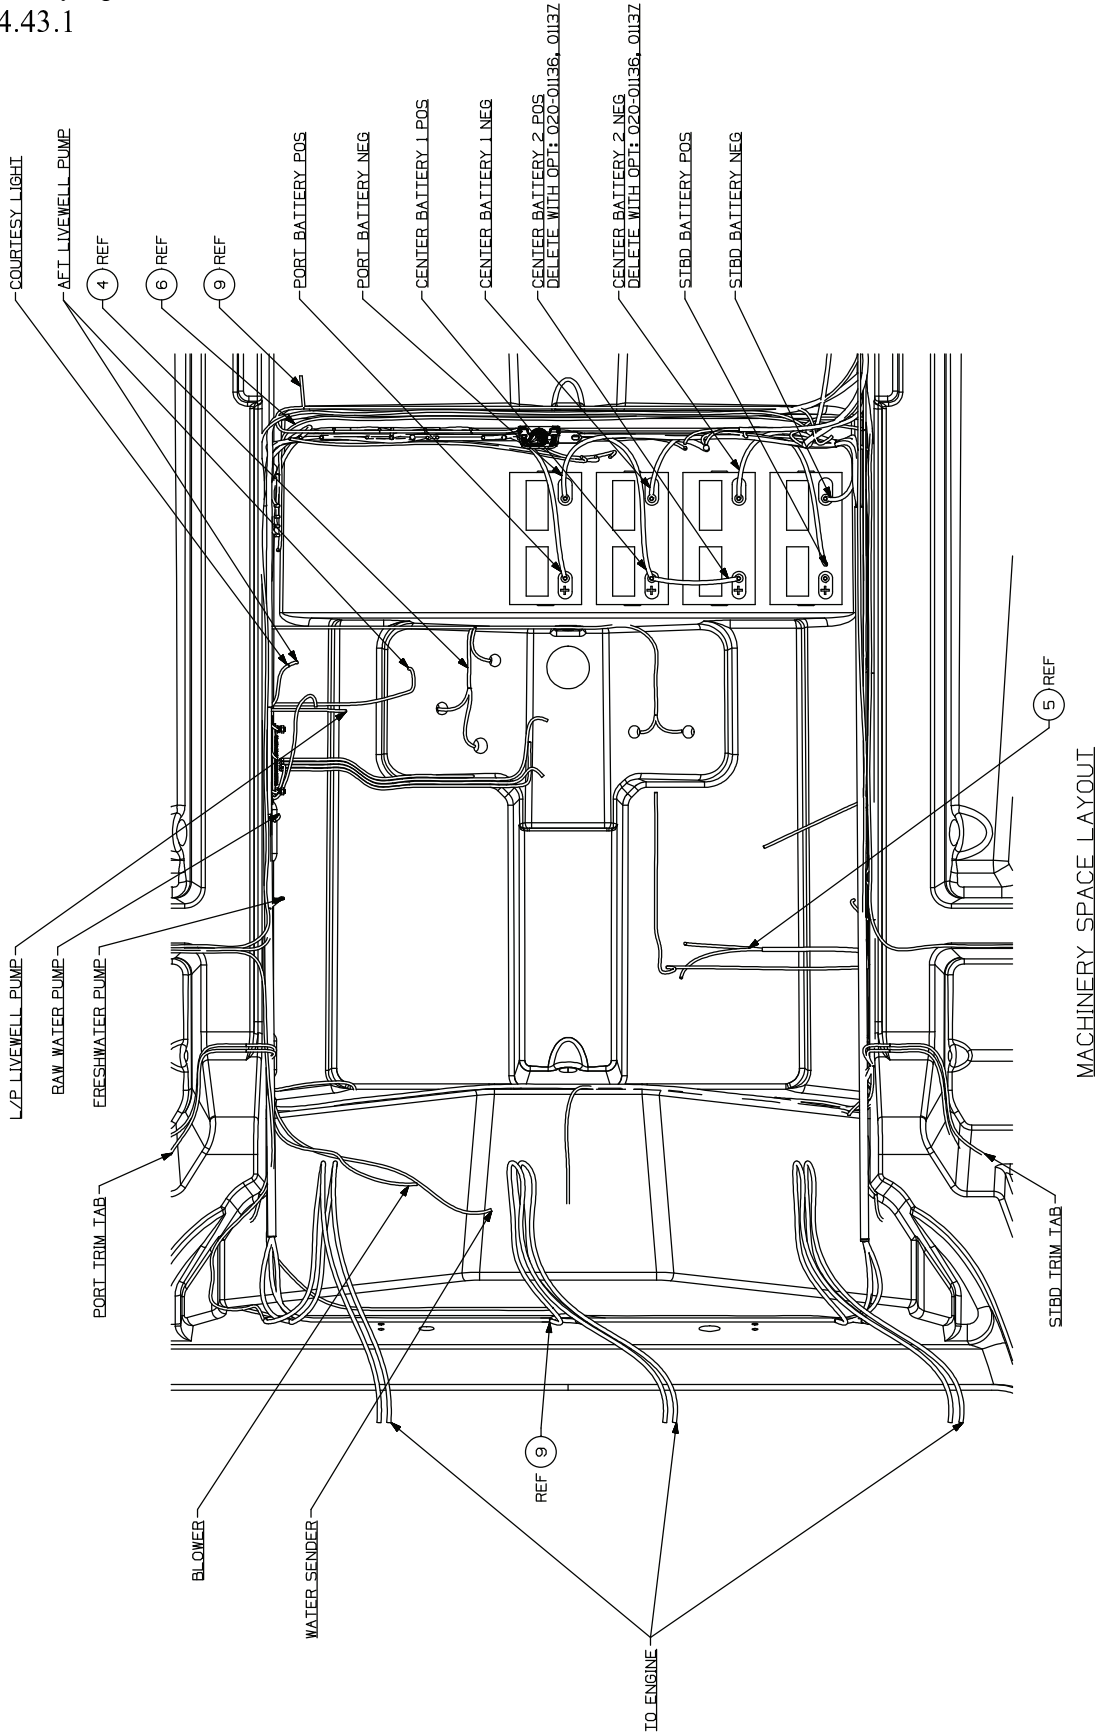 4.43.1
COURTESY LIGHT
AFT LIVEWELL PUMP
4 REF
6 REF
9 REF
PORT BATTERY POS
PORT BATTERY NEG
CENTER BATTERY 1 POS
CENTER BATTERY 1 NEG
CENTER BATTERY 2 POS
DELETE WITH OPT: 020-01136, 01137
CENTER BATTERY 2 NEG
DELETE WITH OPT: 020-01136, 01137
STBD BATTERY POS
STBD BATTERY NEG
5 REF
L/P LIVEWELL PUMP
RAW WATER PUMP
FRESHWATER PUMP
PORT TRIM TAB
STBD TRIM TAB
BLOWER
WATER SENDER
REF 9
TO ENGINE
MACHINERY SPACE LAYOUT